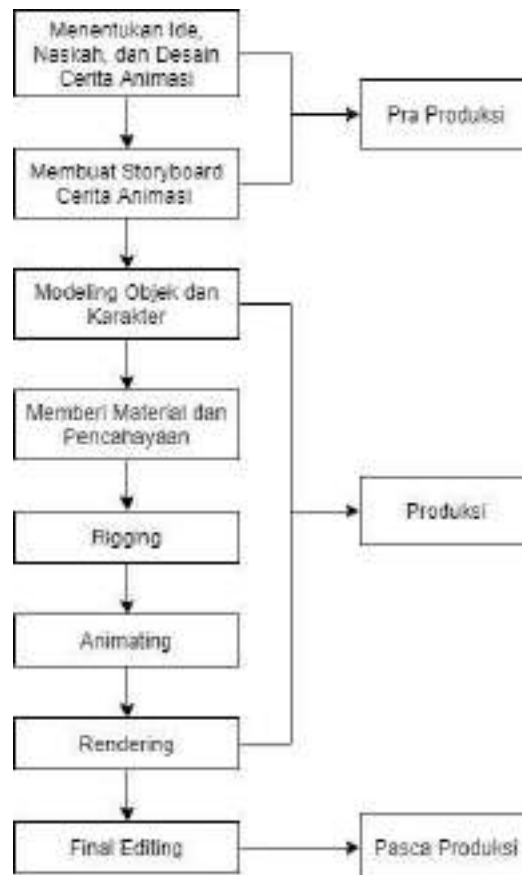 Menentukan Ide,
Naskah, dan Desain
Cerita Animasi
Pra Produksi
Membuat Storyboard
Cerita Animasi
Modeling Objek dan
Karakter
Memberi Material dan
Pencahayaan
Produksi
Rigging
Animating
Rendering
Final Editing
Pasca Produksi